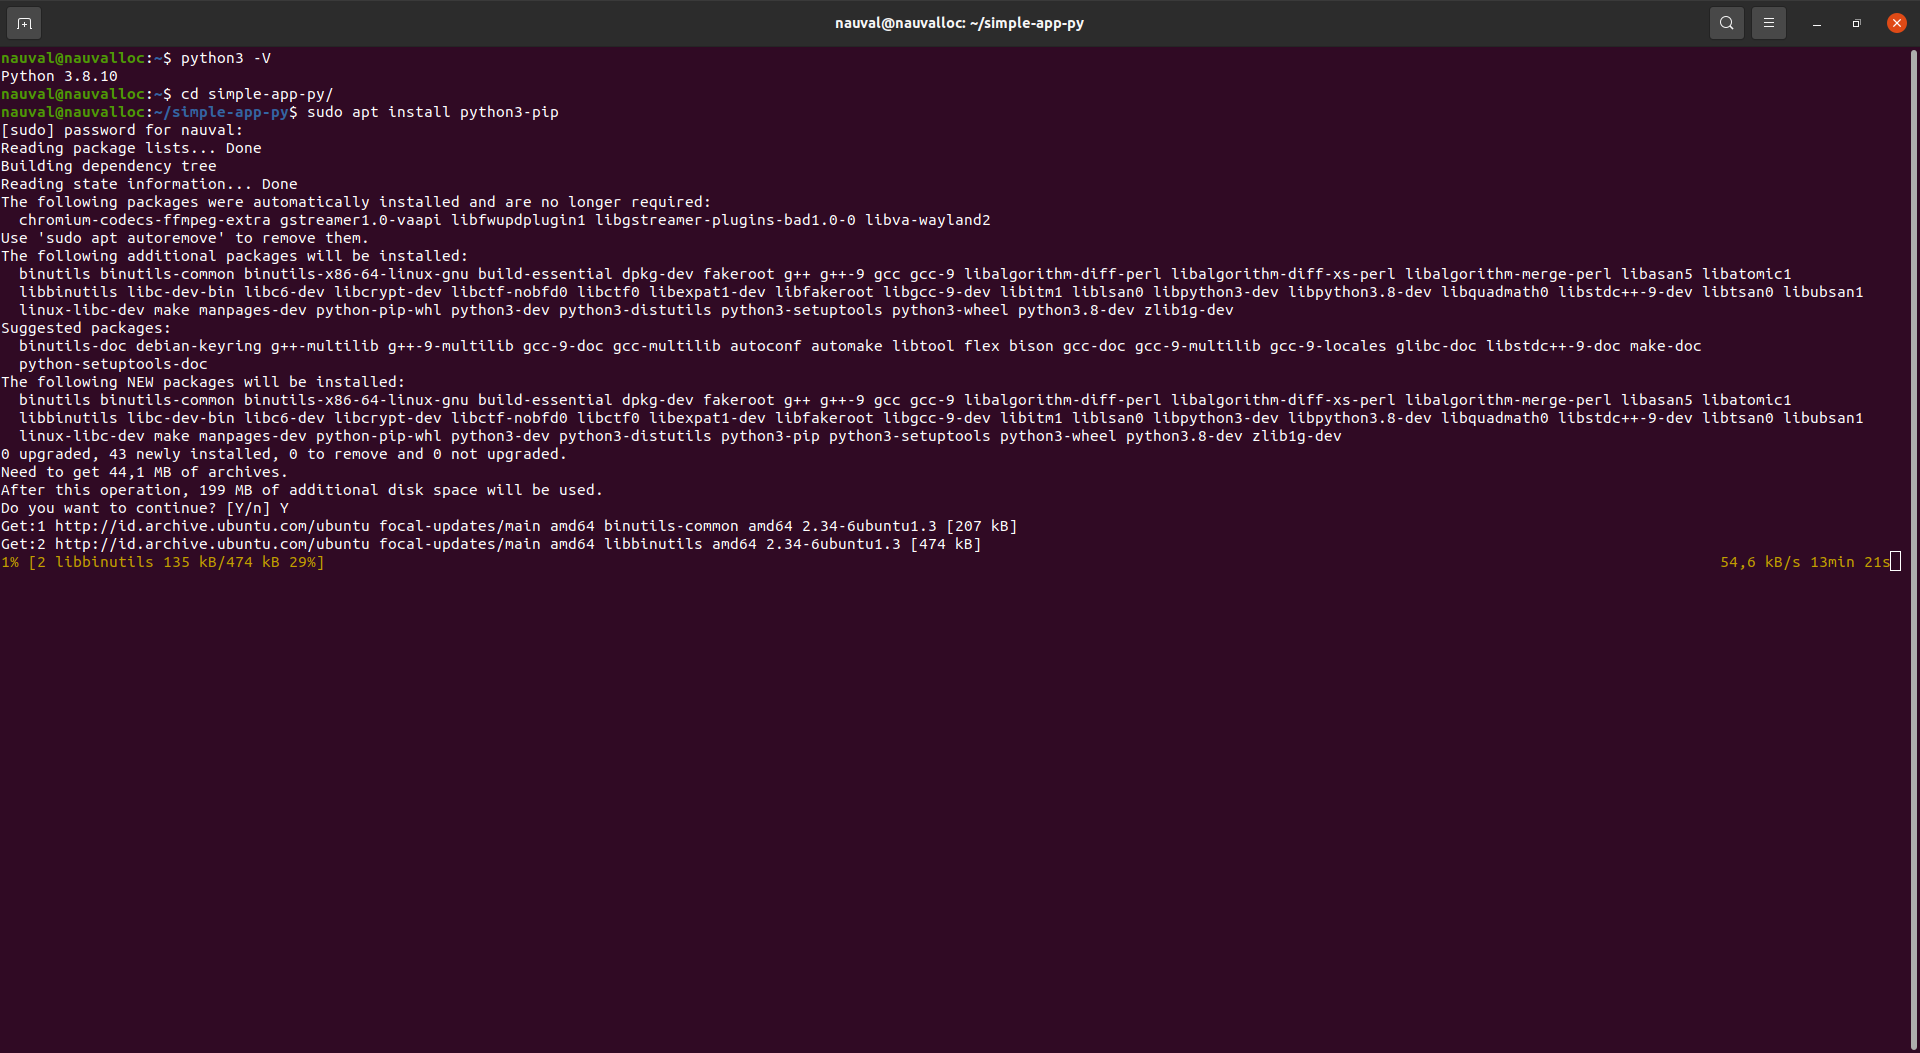 nauval@nauvalloc: ~/simple-app-py
nauval@nauvalloc:~$ python3 -V
Python 3.8.10
nauval@nauvalloc:~$ cd simple-app-py/
nauval@nauvalloc:~/simple-app-py$ sudo apt install python3-pip
[sudo] password for nauval:
Reading package lists... Done
Building dependency tree
Reading state information... Done
The following packages were automatically installed and are no longer required:
  chromium-codecs-ffmpeg-extra gstreamer1.0-vaapi libfwupdplugin1 libgstreamer-plugins-bad1.0-0 libva-wayland2
Use 'sudo apt autoremove' to remove them.
The following additional packages will be installed:
  binutils binutils-common binutils-x86-64-linux-gnu build-essential dpkg-dev fakeroot g++ g++-9 gcc gcc-9 libalgorithm-diff-perl libalgorithm-diff-xs-perl libalgorithm-merge-perl libasan5 libatomic1
  libbinutils libc-dev-bin libc6-dev libcrypt-dev libctf-nobfd0 libctf0 libexpat1-dev libfakeroot libgcc-9-dev libitm1 liblsan0 libpython3-dev libpython3.8-dev libquadmath0 libstdc++-9-dev libtsan0 libubsan1
  linux-libc-dev make manpages-dev python-pip-whl python3-dev python3-distutils python3-setuptools python3-wheel python3.8-dev zlib1g-dev
Suggested packages:
  binutils-doc debian-keyring g++-multilib g++-9-multilib gcc-9-doc gcc-multilib autoconf automake libtool flex bison gcc-doc gcc-9-multilib gcc-9-locales glibc-doc libstdc++-9-doc make-doc
  python-setuptools-doc
The following NEW packages will be installed:
  binutils binutils-common binutils-x86-64-linux-gnu build-essential dpkg-dev fakeroot g++ g++-9 gcc gcc-9 libalgorithm-diff-perl libalgorithm-diff-xs-perl libalgorithm-merge-perl libasan5 libatomic1
  libbinutils libc-dev-bin libc6-dev libcrypt-dev libctf-nobfd0 libctf0 libexpat1-dev libfakeroot libgcc-9-dev libitm1 liblsan0 libpython3-dev libpython3.8-dev libquadmath0 libstdc++-9-dev libtsan0 libubsan1
  linux-libc-dev make manpages-dev python-pip-whl python3-dev python3-distutils python3-pip python3-setuptools python3-wheel python3.8-dev zlib1g-dev
0 upgraded, 43 newly installed, 0 to remove and 0 not upgraded.
Need to get 44,1 MB of archives.
After this operation, 199 MB of additional disk space will be used.
Do you want to continue? [Y/n] Y
Get:1 http://id.archive.ubuntu.com/ubuntu focal-updates/main amd64 binutils-common amd64 2.34-6ubuntu1.3 [207 kB]
Get:2 http://id.archive.ubuntu.com/ubuntu focal-updates/main amd64 libbinutils amd64 2.34-6ubuntu1.3 [474 kB]
1% [2 libbinutils 135 kB/474 kB 29%] 54,6 kB/s 13min 21s